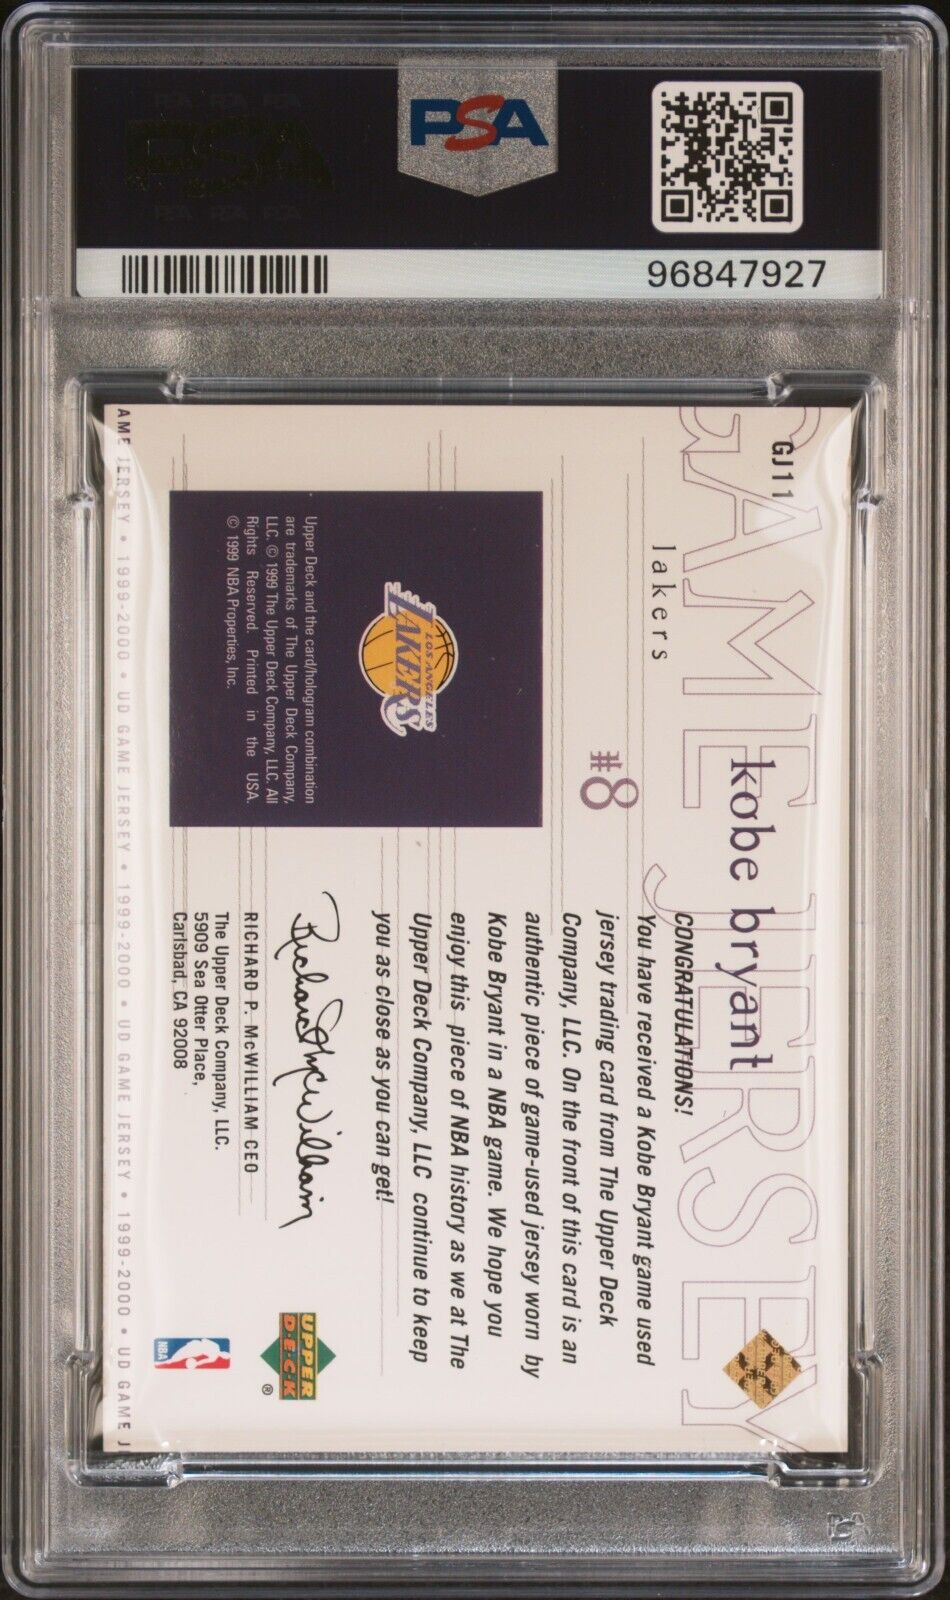 PSA
96847927
GAME JERSEY
GJ11
kobe bryant
lakers
#8
CONGRATULATIONS!
You have received a Kobe Bryant game used
jersey trading card from The Upper Deck
Company, LLC. On the front of this card is an
authentic piece of game-used jersey worn by
Kobe Bryant in a NBA game. We hope you
enjoy this piece of NBA history as we at The
Upper Deck Company, LLC continue to keep
you as close as you can get!
Richard P. McWilliam
RICHARD P. McWILLIAM CEO
The Upper Deck Company, LLC.
5909 Sea Otter Place,
Carlsbad, CA 92008
LOS ANGELES
LAKERS
Upper Deck and the card/hologram combination
are trademarks of The Upper Deck Company,
LLC. © 1999 The Upper Deck Company, LLC. All
Rights Reserved. Printed in the USA.
© 1999 NBA Properties, Inc.
UPPER
D·E·C·K
®
NBA
AME JERSEY • 1999-2000 • UD GAME JERSEY • 1999-2000 • UD GAME JERSEY • 1999-2000 • UD GAME J